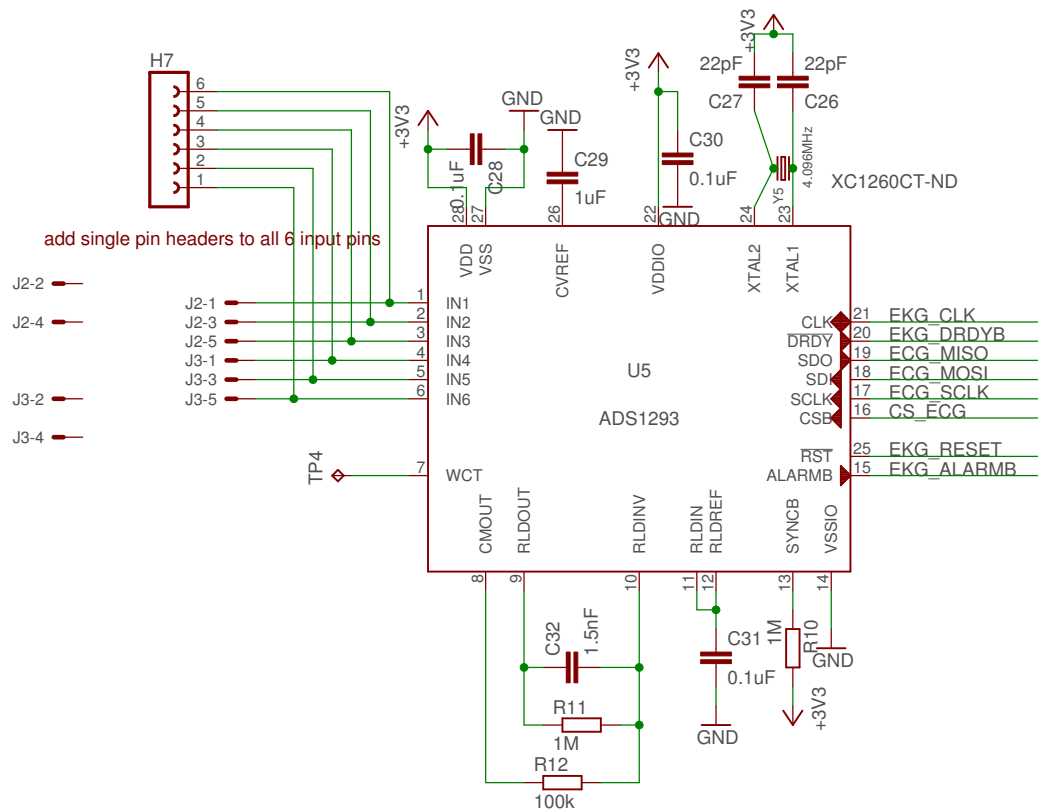 H7
6
5
4
3
2
1
+3V3
0.1uF
C28
GND
GND
C29
1uF
+3V3
C30
0.1uF
GND
+3V3
22pF
22pF
C27
C26
4.096MHz
Y5
XC1260CT-ND
add single pin headers to all 6 input pins
28
27
26
22
24
23
VDD
VSS
CVREF
VDDIO
XTAL2
XTAL1
J2-2
J2-4
J3-2
J3-4
J2-1
J2-3
J2-5
J3-1
J3-3
J3-5
1
2
3
4
5
6
IN1
IN2
IN3
IN4
IN5
IN6
TP4
7
WCT
U5
ADS1293
CLK
DRDY
SDO
SDI
SCLK
CSB
RST
ALARMB
21
20
19
18
17
16
25
15
EKG_CLK
EKG_DRDYB
ECG_MISO
ECG_MOSI
ECG_SCLK
CS_ECG
EKG_RESET
EKG_ALARMB
CMOUT
RLDOUT
RLDINV
RLDIN
RLDREF
SYNCB
VSSIO
8
9
10
11
12
13
14
C32
1.5nF
R11
1M
R12
100k
C31
0.1uF
GND
1M
R10
+3V3
GND